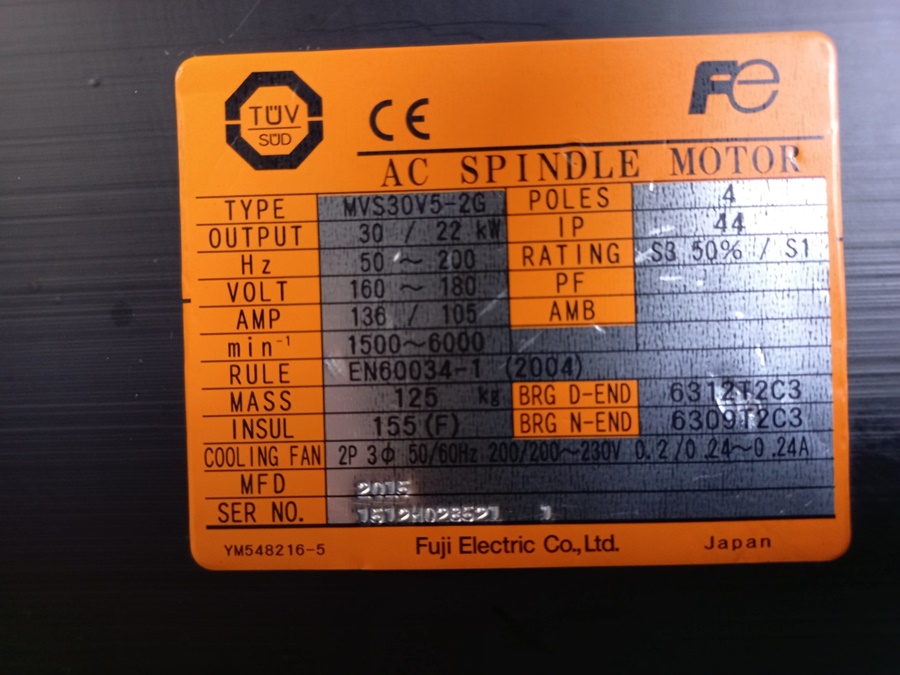 TÜV
SÜD
CE
Fe
AC SPINDLE MOTOR
TYPE MVS30V5-2G POLES 4
OUTPUT 30 / 22 kW IP 44
Hz 50 ~ 200 RATING S3 50% / S1
VOLT 160 ~ 180 PF
AMP 136 / 105 AMB
min⁻¹ 1500~6000
RULE EN60034-1 (2004)
MASS 125 kg BRG D-END 6312T2C3
INSUL 155(F) BRG N-END 6309T2C3
COOLING FAN 2P 3φ 50/60Hz 200/200~230V 0.2/0.24~0.24A
MFD 2015
SER NO. 1
YM548216-5 Fuji Electric Co.,Ltd. Japan